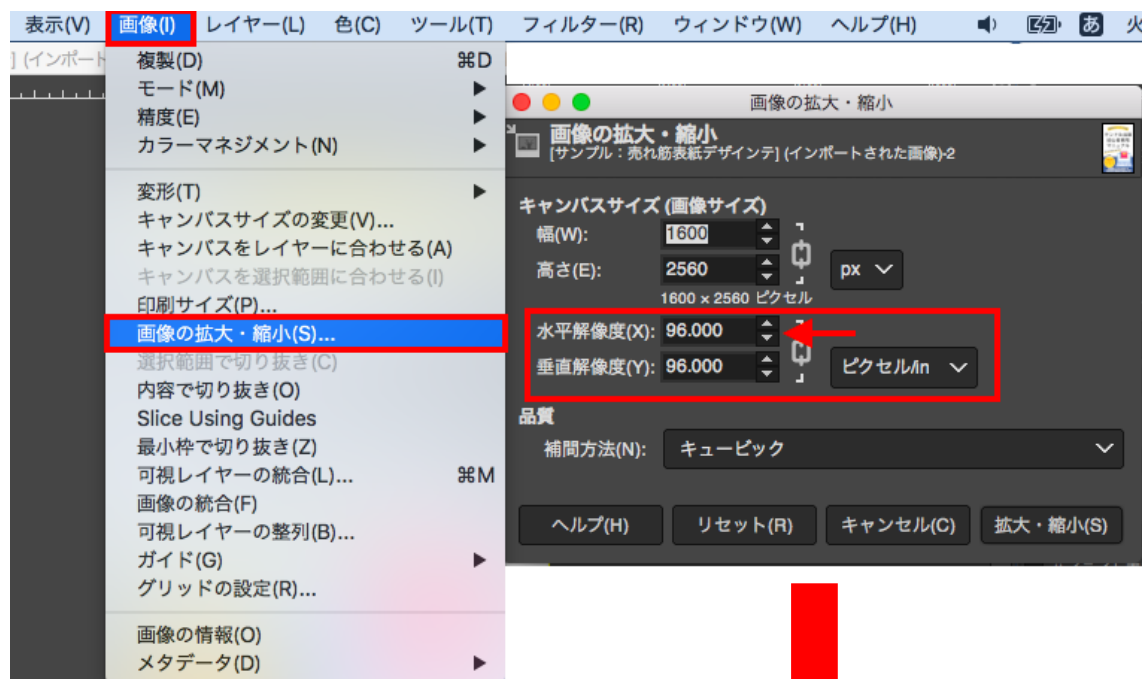 表示(V) 画像(I) レイヤー(L) 色(C) ツール(T) フィルター(R) ウィンドウ(W) ヘルプ(H) あ 火
] (インポート
複製(D) ⌘D
モード(M)
精度(E)
カラーマネジメント(N)
変形(T)
キャンバスサイズの変更(V)...
キャンバスをレイヤーに合わせる(A)
キャンバスを選択範囲に合わせる(I)
印刷サイズ(P)...
画像の拡大・縮小(S)...
選択範囲で切り抜き(C)
内容で切り抜き(O)
Slice Using Guides
最小枠で切り抜き(Z)
可視レイヤーの統合(L)... ⌘M
画像の統合(F)
可視レイヤーの整列(B)...
ガイド(G)
グリッドの設定(R)...
画像の情報(O)
メタデータ(D)
画像の拡大・縮小
画像の拡大・縮小
[サンプル：売れ筋表紙デザインテ] (インポートされた画像)-2
キャンバスサイズ (画像サイズ)
幅(W): 1600
高さ(E): 2560 px
1600 × 2560 ピクセル
水平解像度(X): 96.000
垂直解像度(Y): 96.000 ピクセル/in
品質
補間方法(N): キュービック
ヘルプ(H) リセット(R) キャンセル(C) 拡大・縮小(S)